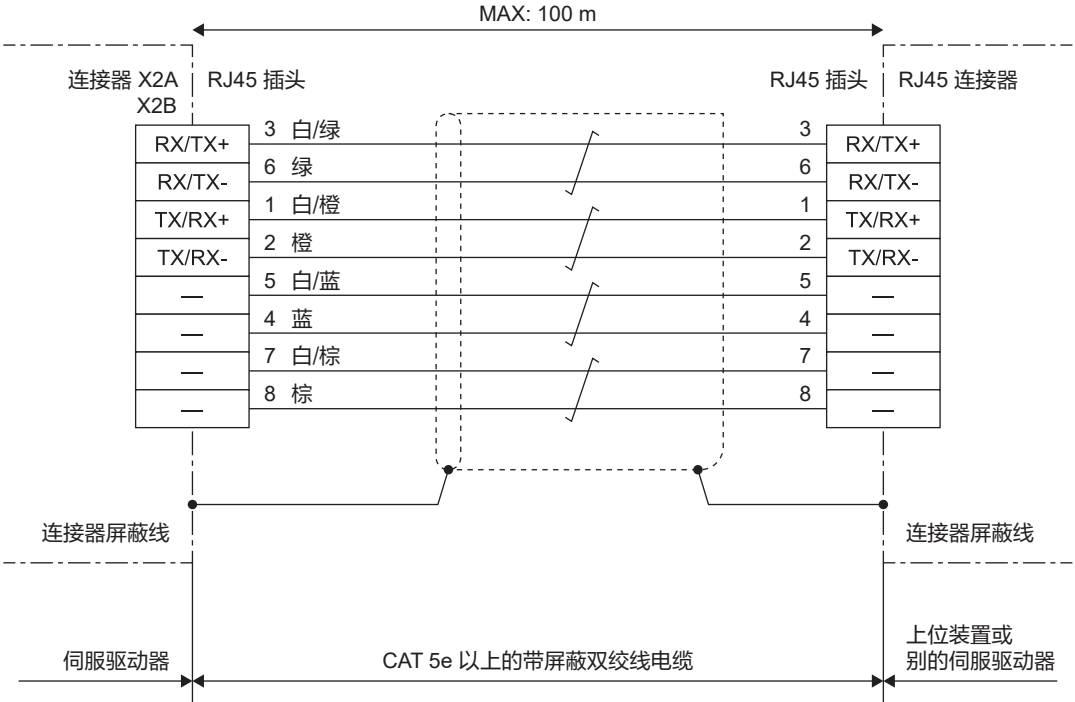 MAX: 100 m
连接器 X2A
X2B
RJ45 插头
RJ45 插头
RJ45 连接器
RX/TX+ 3 白/绿 3 RX/TX+
RX/TX- 6 绿 6 RX/TX-
TX/RX+ 1 白/橙 1 TX/RX+
TX/RX- 2 橙 2 TX/RX-
— 5 白/蓝 5 —
— 4 蓝 4 —
— 7 白/棕 7 —
— 8 棕 8 —
连接器屏蔽线
连接器屏蔽线
伺服驱动器
CAT 5e 以上的带屏蔽双绞线电缆
上位装置或
别的伺服驱动器